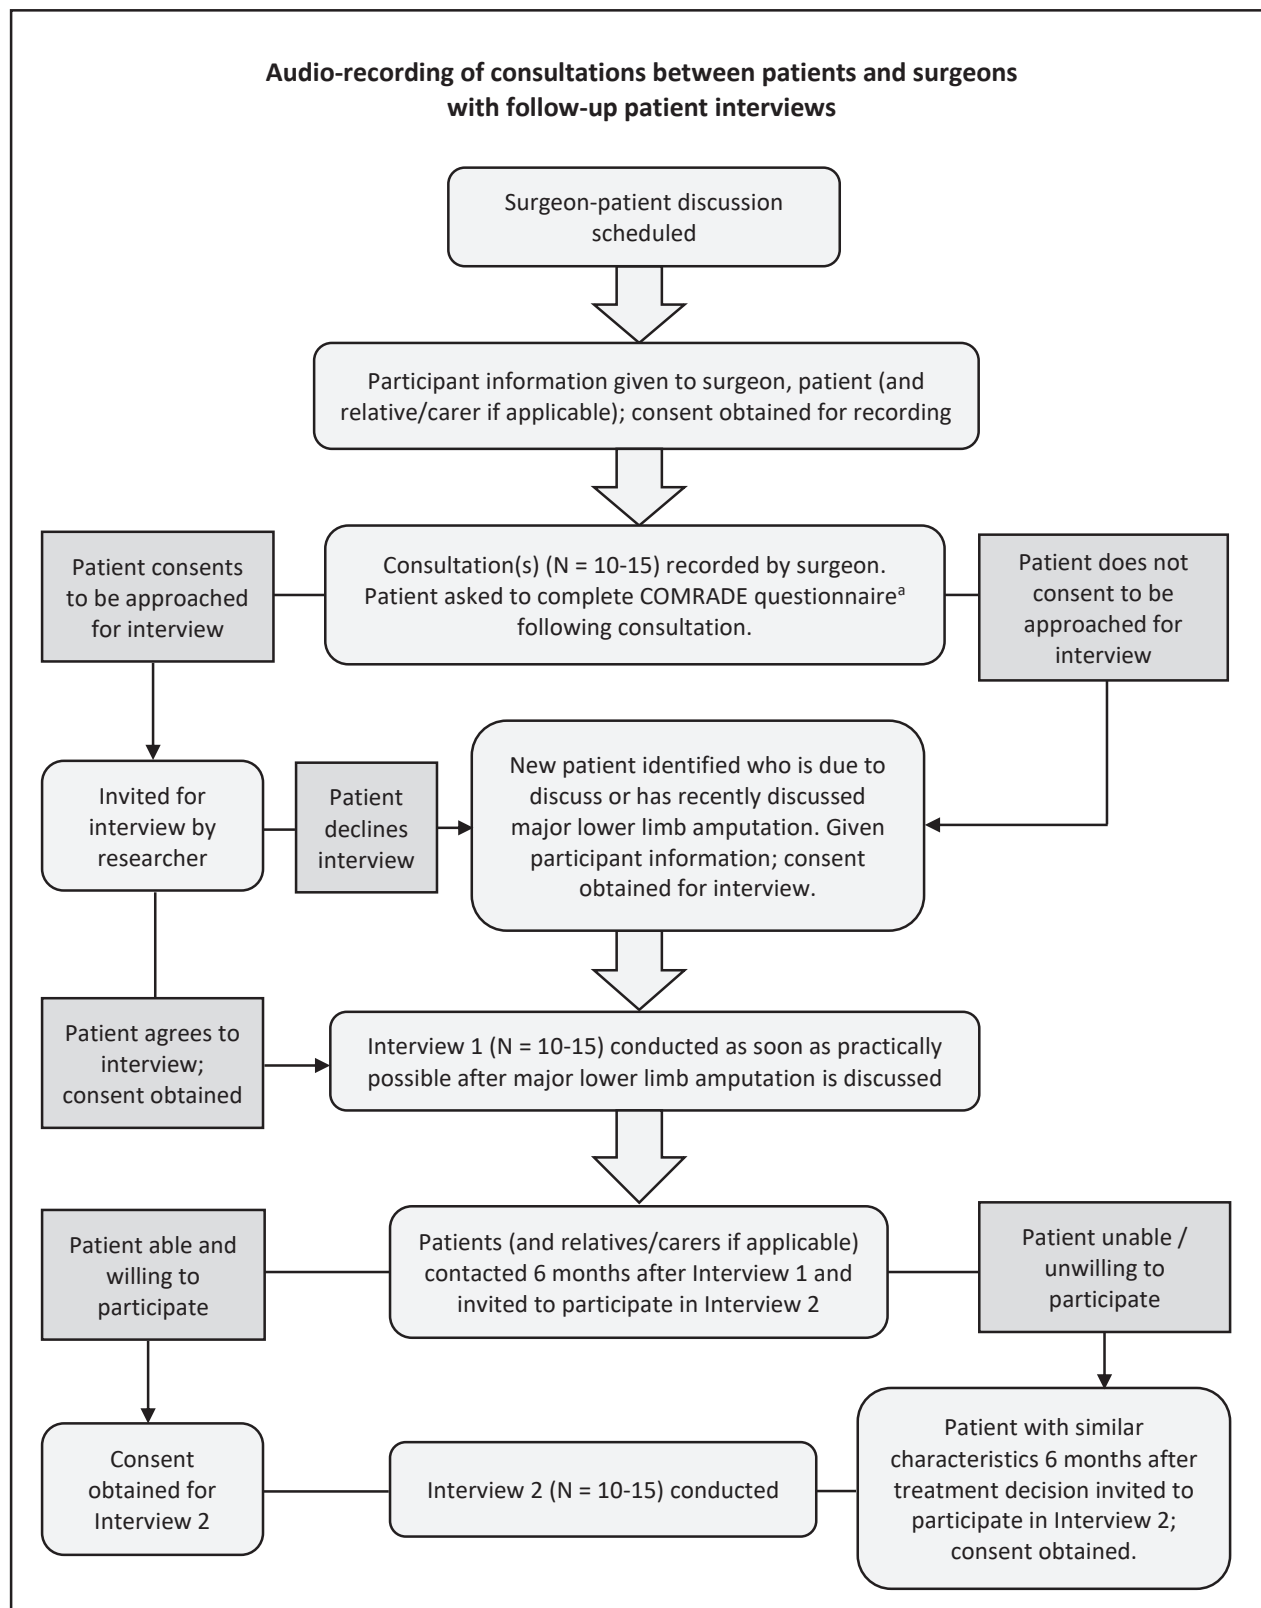 Audio-recording of consultations between patients and surgeons
with follow-up patient interviews
Surgeon-patient discussion
scheduled
Participant information given to surgeon, patient (and
relative/carer if applicable); consent obtained for recording
Patient consents
to be approached
for interview
Consultation(s) (N = 10-15) recorded by surgeon.
Patient asked to complete COMRADE questionnaireᵃ
following consultation.
Patient does not
consent to be
approached for
interview
Invited for
interview by
researcher
Patient
declines
interview
New patient identified who is due to
discuss or has recently discussed
major lower limb amputation. Given
participant information; consent
obtained for interview.
Patient agrees to
interview;
consent obtained
Interview 1 (N = 10-15) conducted as soon as practically
possible after major lower limb amputation is discussed
Patient able and
willing to
participate
Patients (and relatives/carers if applicable)
contacted 6 months after Interview 1 and
invited to participate in Interview 2
Patient unable /
unwilling to
participate
Consent
obtained for
Interview 2
Interview 2 (N = 10-15) conducted
Patient with similar
characteristics 6 months after
treatment decision invited to
participate in Interview 2;
consent obtained.